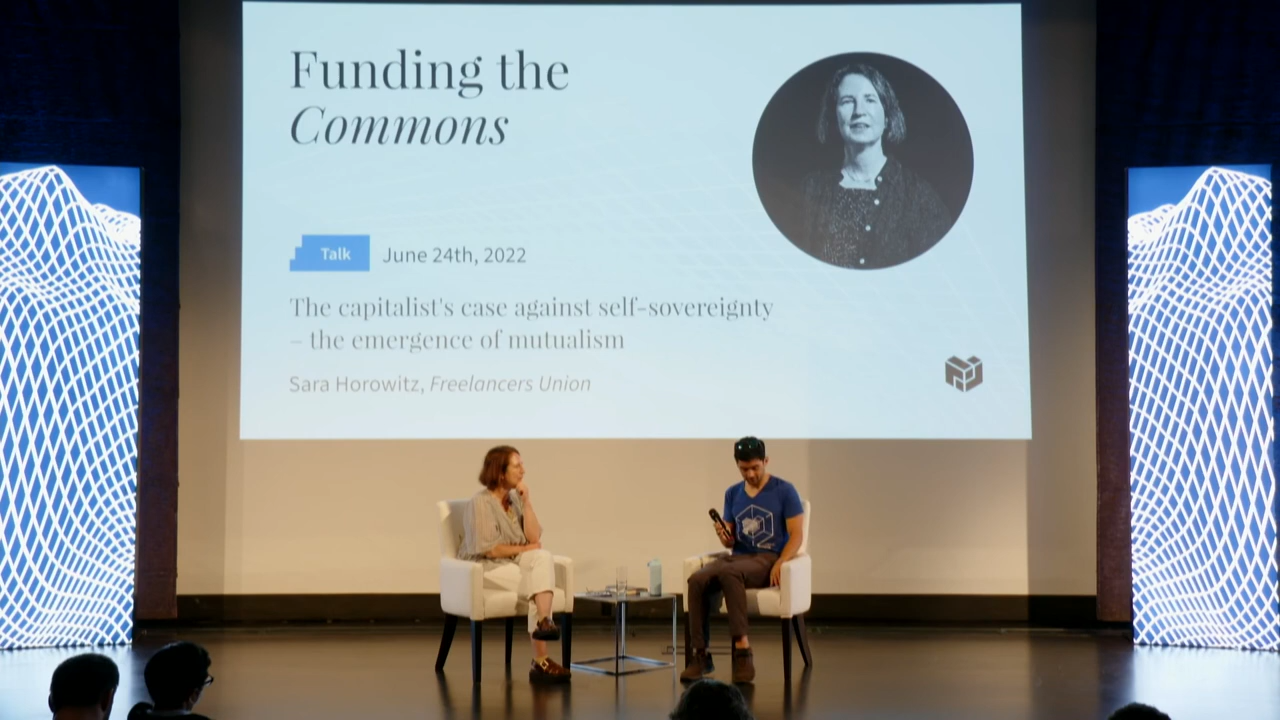 Funding the
Commons
Talk
June 24th, 2022
The capitalist's case against self-sovereignty
– the emergence of mutualism
Sara Horowitz, Freelancers Union